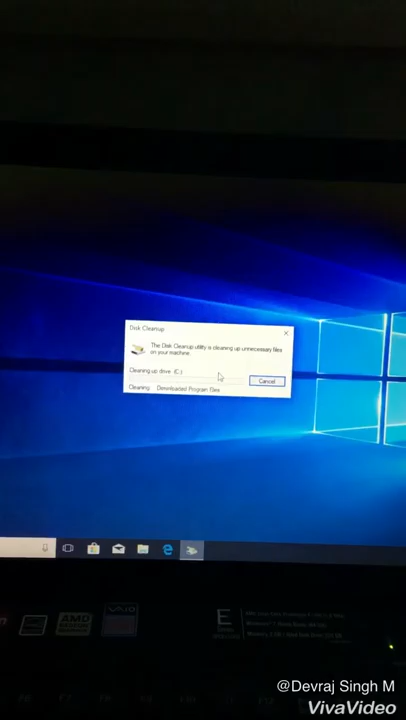 Disk Cleanup
The Disk Cleanup utility is cleaning up unnecessary files
on your machine.
Cleaning up drive (C:)
Cancel
Cleaning: Downloaded Program Files
AMD
VAIO
E
@Devraj Singh M
VivaVideo